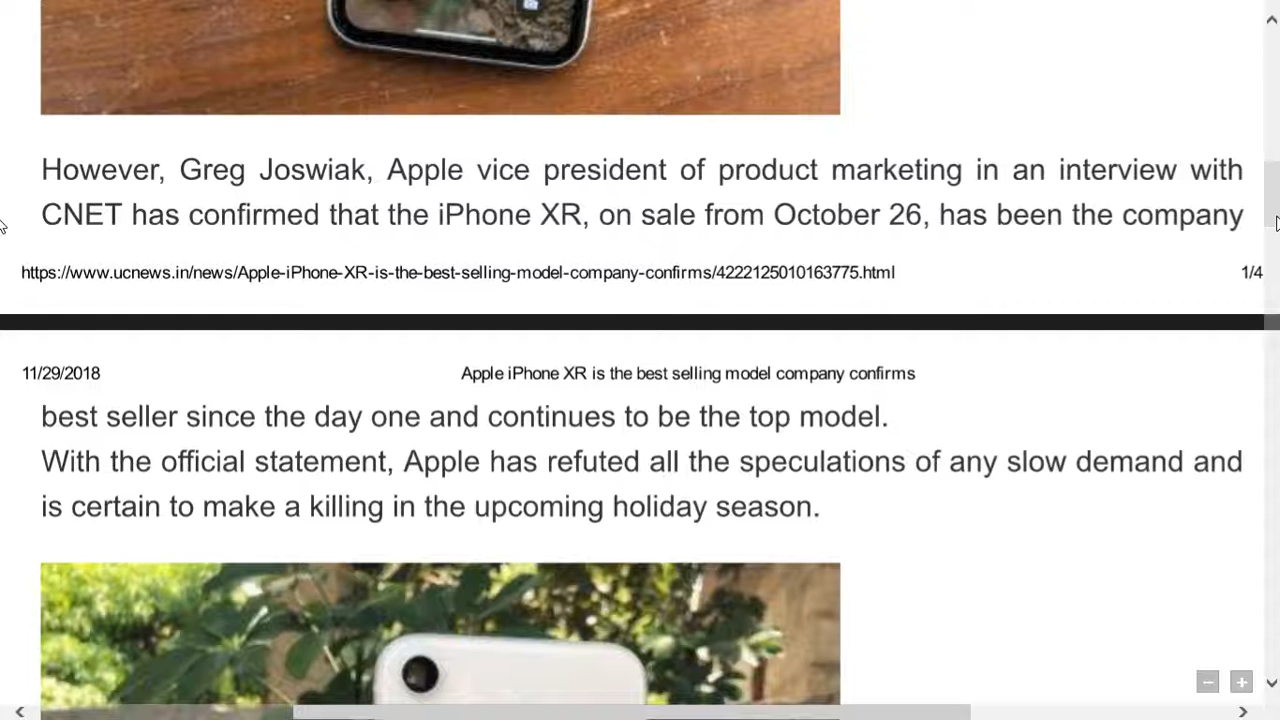 However, Greg Joswiak, Apple vice president of product marketing in an interview with
CNET has confirmed that the iPhone XR, on sale from October 26, has been the company
https://www.ucnews.in/news/Apple-iPhone-XR-is-the-best-selling-model-company-confirms/4222125010163775.html 1/4
11/29/2018 Apple iPhone XR is the best selling model company confirms
best seller since the day one and continues to be the top model.
With the official statement, Apple has refuted all the speculations of any slow demand and
is certain to make a killing in the upcoming holiday season.